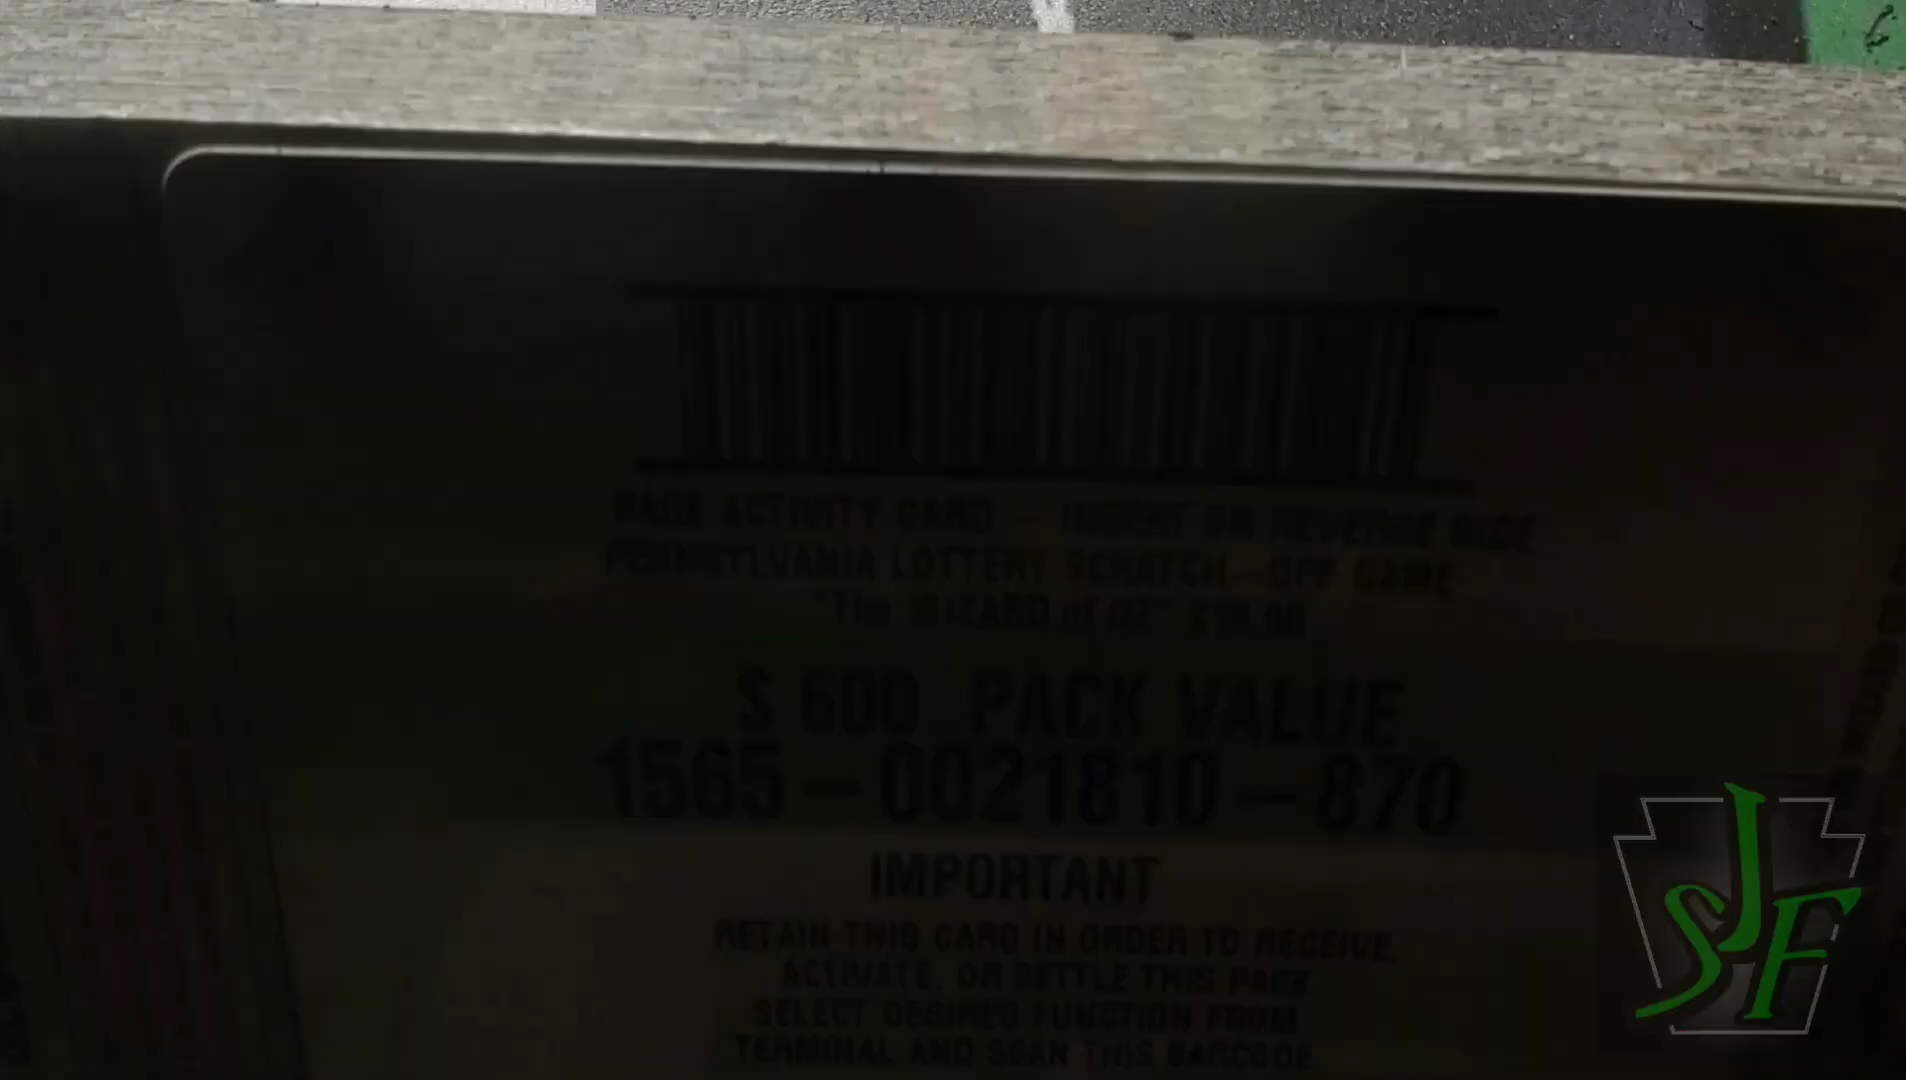 PACK ACTIVITY CARD - INSERT ON REVERSE SIDE
PENNSYLVANIA LOTTERY SCRATCH-OFF GAME
"The WIZARD of OZ"
$ 600 PACK VALUE
1565-0021810-870
IMPORTANT
RETAIN THIS CARD IN ORDER TO RECEIVE,
ACTIVATE, OR SETTLE THIS PACK.
SELECT DESIRED FUNCTION FROM
TERMINAL AND SCAN THIS BARCODE
JSF